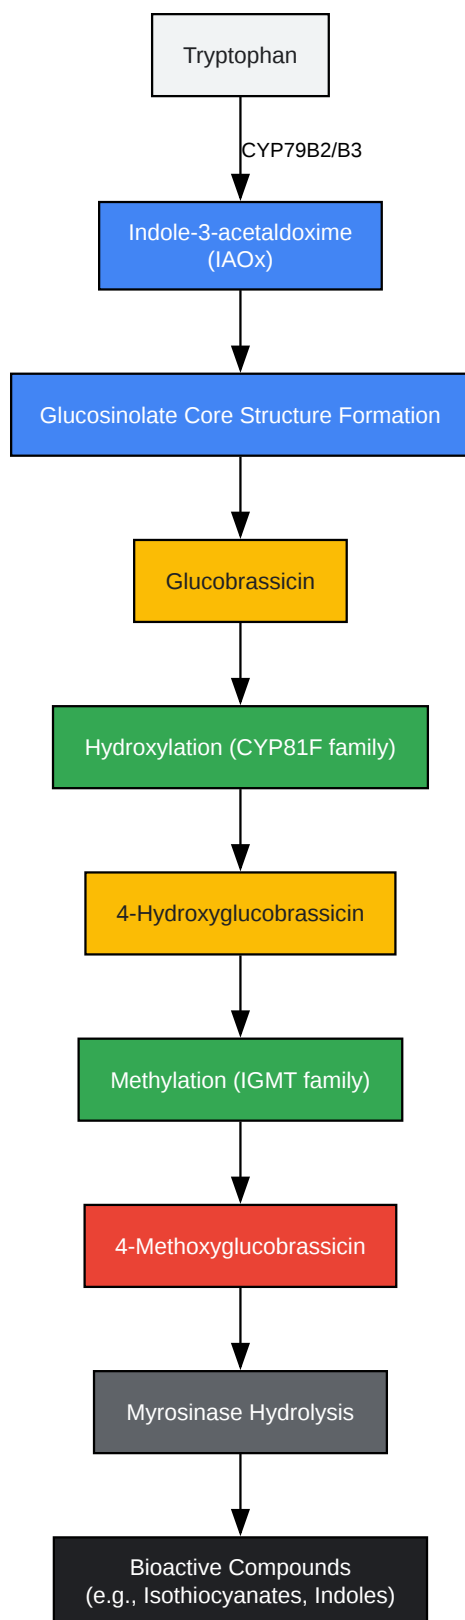 Tryptophan
CYP79B2/B3
Indole-3-acetaldoxime
(IAOx)
Glucosinolate Core Structure Formation
Glucobrassicin
Hydroxylation (CYP81F family)
4-Hydroxyglucobrassicin
Methylation (IGMT family)
4-Methoxyglucobrassicin
Myrosinase Hydrolysis
Bioactive Compounds
(e.g., Isothiocyanates, Indoles)